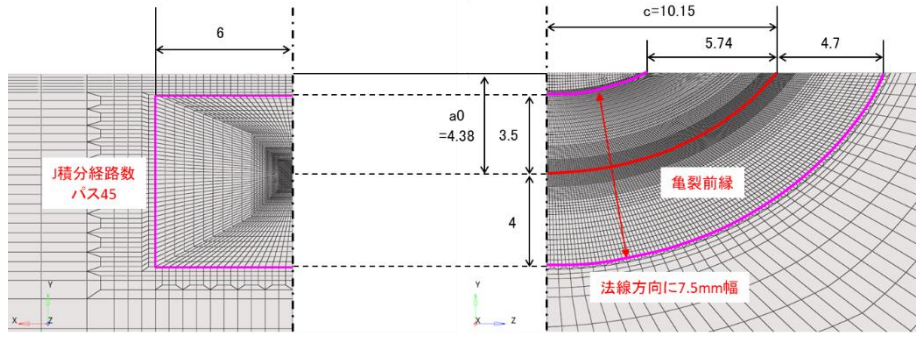 6
c=10.15
5.74
4.7
a0
=4.38
3.5
4
J積分経路数
パス45
亀裂前縁
法線方向に7.5mm幅
Y
X
Z
Y
X
Z